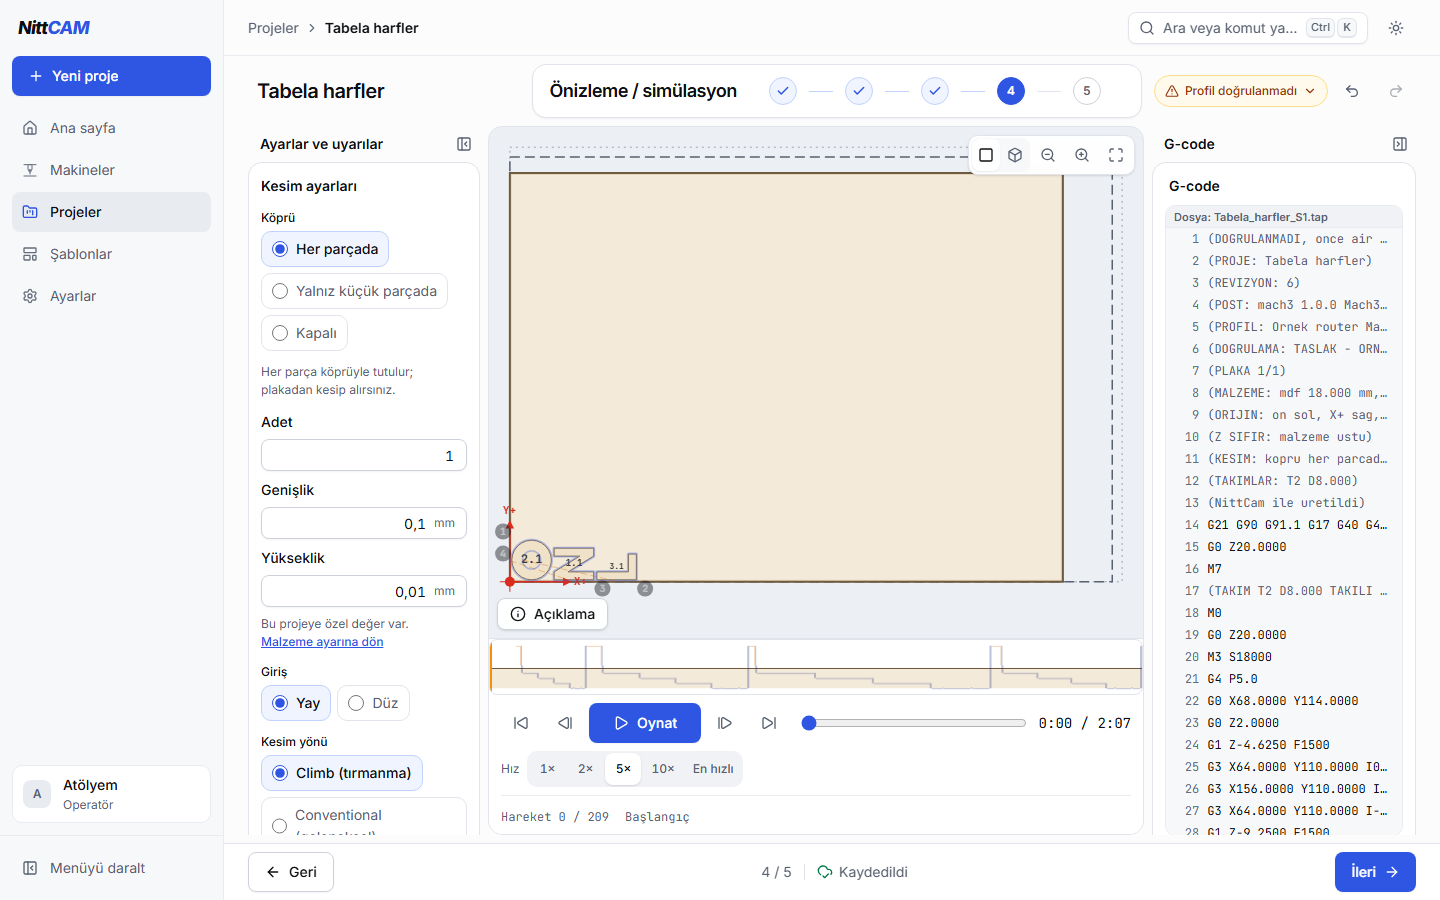 NittCAM
Yeni proje
Ana sayfa
Makineler
Projeler
Şablonlar
Ayarlar
A
Atölyem
Operatör
Menüyü daralt
Projeler > Tabela harfler
Ara veya komut ya... Ctrl K
Tabela harfler
Önizleme / simülasyon
4
5
Profil doğrulanmadı
Ayarlar ve uyarılar
Kesim ayarları
Köprü
Her parçada
Yalnız küçük parçada
Kapalı
Her parça köprüyle tutulur;
plakadan kesip alırsınız.
Adet
1
Genişlik
0,1 mm
Yükseklik
0,01 mm
Bu projeye özel değer var.
Malzeme ayarına dön
Giriş
Yay
Düz
Kesim yönü
Climb (tırmanma)
Conventional
Y+
1
4
2.1
1.1
3.1
X
3
2
Açıklama
Oynat
0:00 / 2:07
Hız
1×
2×
5×
10×
En hızlı
Hareket 0 / 209 Başlangıç
G-code
G-code
Dosya: Tabela_harfler_S1.tap
1 (DOGRULANMADI, once air …
2 (PROJE: Tabela harfler)
3 (REVIZYON: 6)
4 (POST: mach3 1.0.0 Mach3…
5 (PROFIL: Ornek router Ma…
6 (DOGRULAMA: TASLAK - ORN…
7 (PLAKA 1/1)
8 (MALZEME: mdf 18.000 mm,…
9 (ORIJIN: on sol, X+ sag,…
10 (Z SIFIR: malzeme ustu)
11 (KESIM: kopru her parcad…
12 (TAKIMLAR: T2 D8.000)
13 (NittCam ile uretildi)
14 G21 G90 G91.1 G17 G40 G4…
15 G0 Z20.0000
16 M7
17 (TAKIM T2 D8.000 TAKILI …
18 M0
19 G0 Z20.0000
20 M3 S18000
21 G4 P5.0
22 G0 X68.0000 Y114.0000
23 G0 Z2.0000
24 G1 Z-4.6250 F1500
25 G3 X64.0000 Y110.0000 I0…
26 G3 X156.0000 Y110.0000 I…
27 G3 X64.0000 Y110.0000 I-…
28 G1 Z-9.2500 F1500
Geri
4 / 5
Kaydedildi
İleri